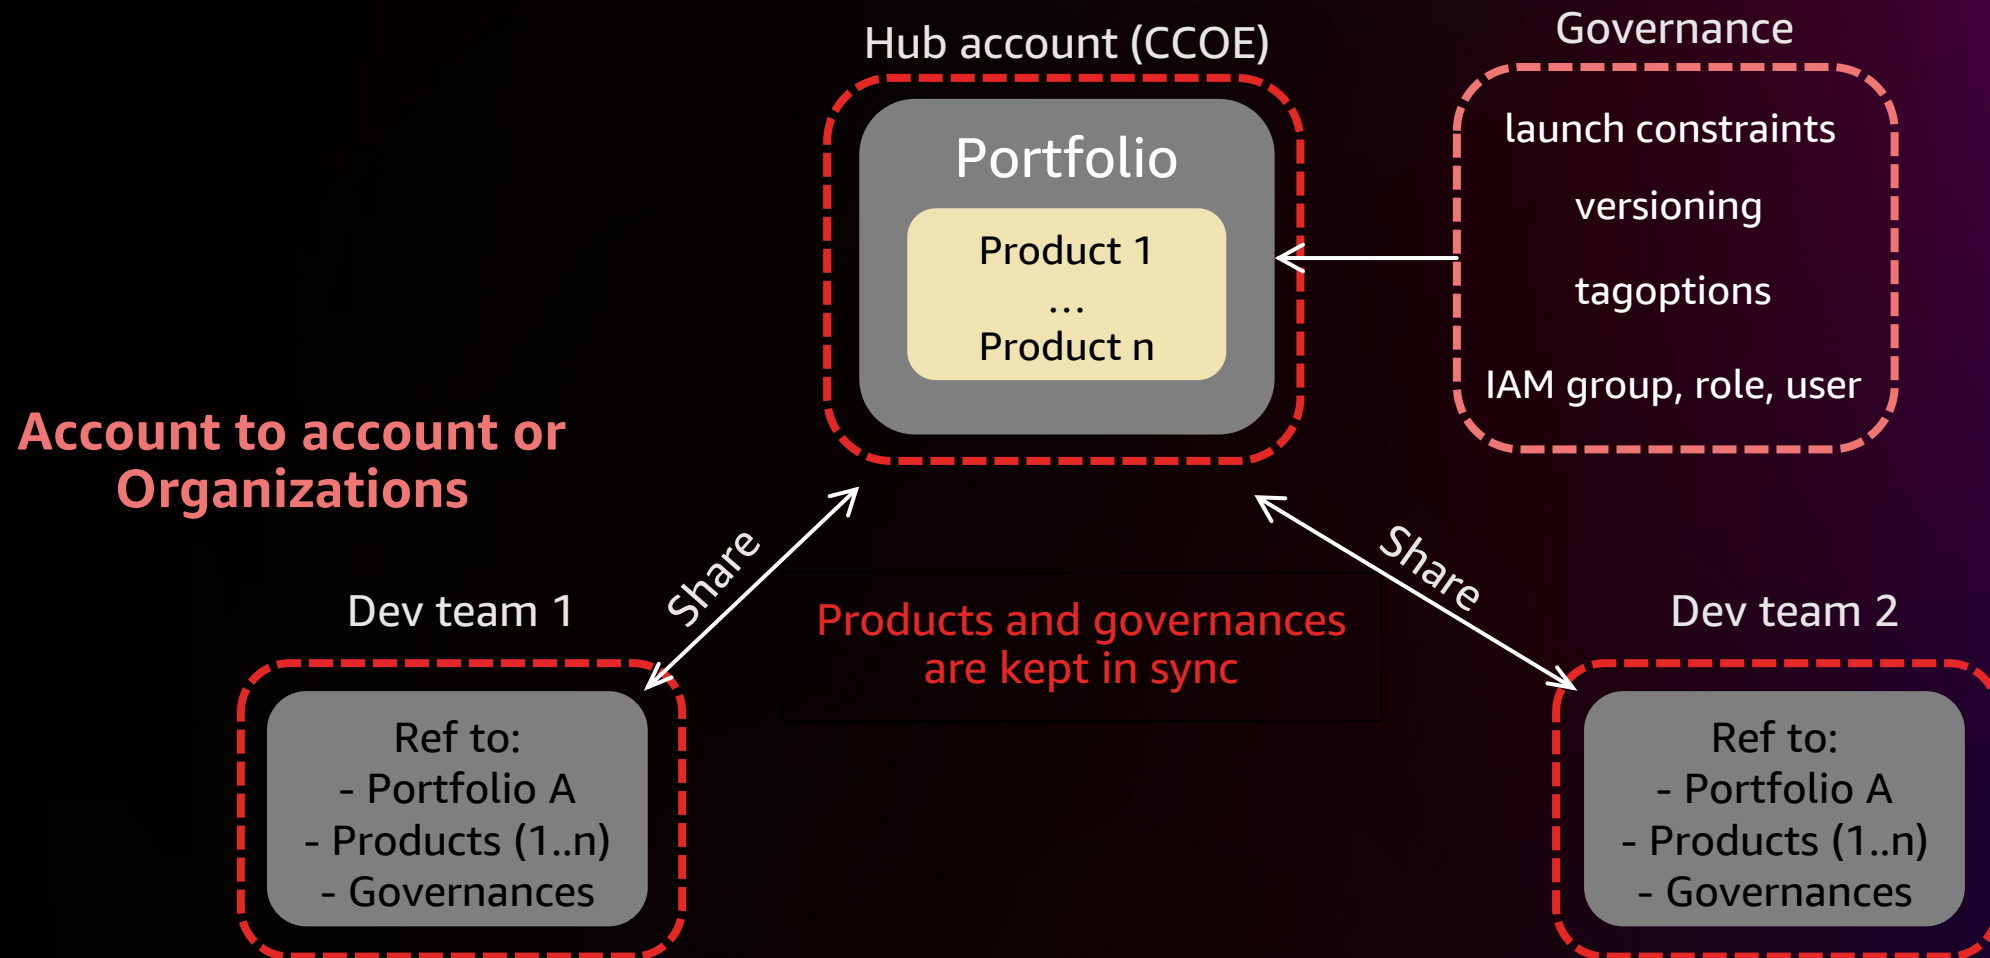 Hub account (CCOE)
Governance
Portfolio
Product 1
...
Product n
launch constraints
versioning
tagoptions
IAM group, role, user
Account to account or
Organizations
Share
Share
Dev team 1
Products and governances
are kept in sync
Dev team 2
Ref to:
- Portfolio A
- Products (1..n)
- Governances
Ref to:
- Portfolio A
- Products (1..n)
- Governances